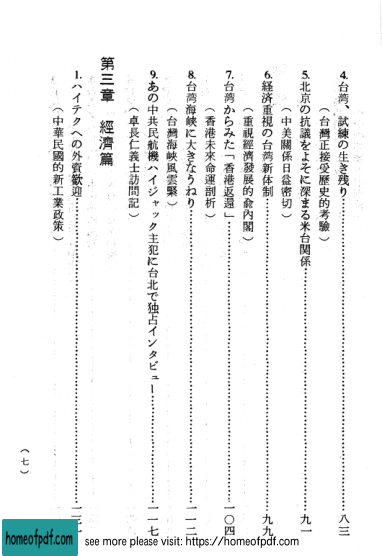 4.台湾、試練の生き残り……八三
(台灣正接受歷史的考驗)
5.北京の抗議をよそに深まる米台関係……九一
(中美關係日益密切)
6.経済重視の台湾新体制……九九
(重視經濟發展的俞內閣)
7.台湾からみた「香港返還」……一〇四
(香港未來命運剖析)
8.台湾海峡に大きなうねり……一一二
(台灣海峽風雲緊)
9.あの中共民航機ハイジャック主犯に台北で独占インタビュー……一一七
(卓長仁義士訪問記)
第三章 經濟篇
1.ハイテクへの外資歓迎……
(中華民國的新工業政策)
(七)
homeofpdf.com
see more please visit: https://homeofpdf.com